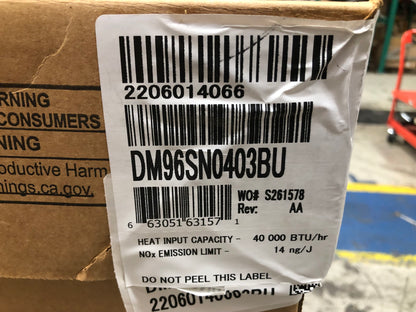 2206014066
RNING
CONSUMERS
NING
oductive Harm
nings.ca.gov.
DM96SN0403BU
6 63051 63157 1
WO# S261578
Rev: AA
HEAT INPUT CAPACITY - 40 000 BTU/hr
NOx EMISSION LIMIT - 14 ng/J
DO NOT PEEL THIS LABEL